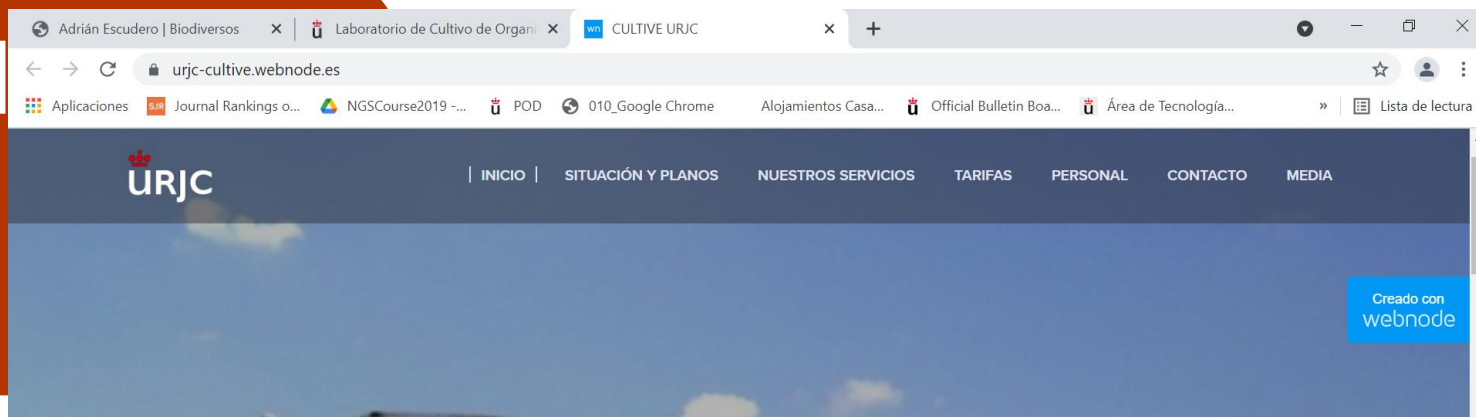 Adrián Escudero | Biodiversos Laboratorio de Cultivo de Organi wn CULTIVE URJC
urjc-cultive.webnode.es
Aplicaciones SJR Journal Rankings o... NGSCourse2019 -... ü POD 010_Google Chrome Alojamientos Casa... ü Official Bulletin Boa... ü Área de Tecnología... » Lista de lectura
URJC | INICIO | SITUACIÓN Y PLANOS NUESTROS SERVICIOS TARIFAS PERSONAL CONTACTO MEDIA
Creado con
webnode